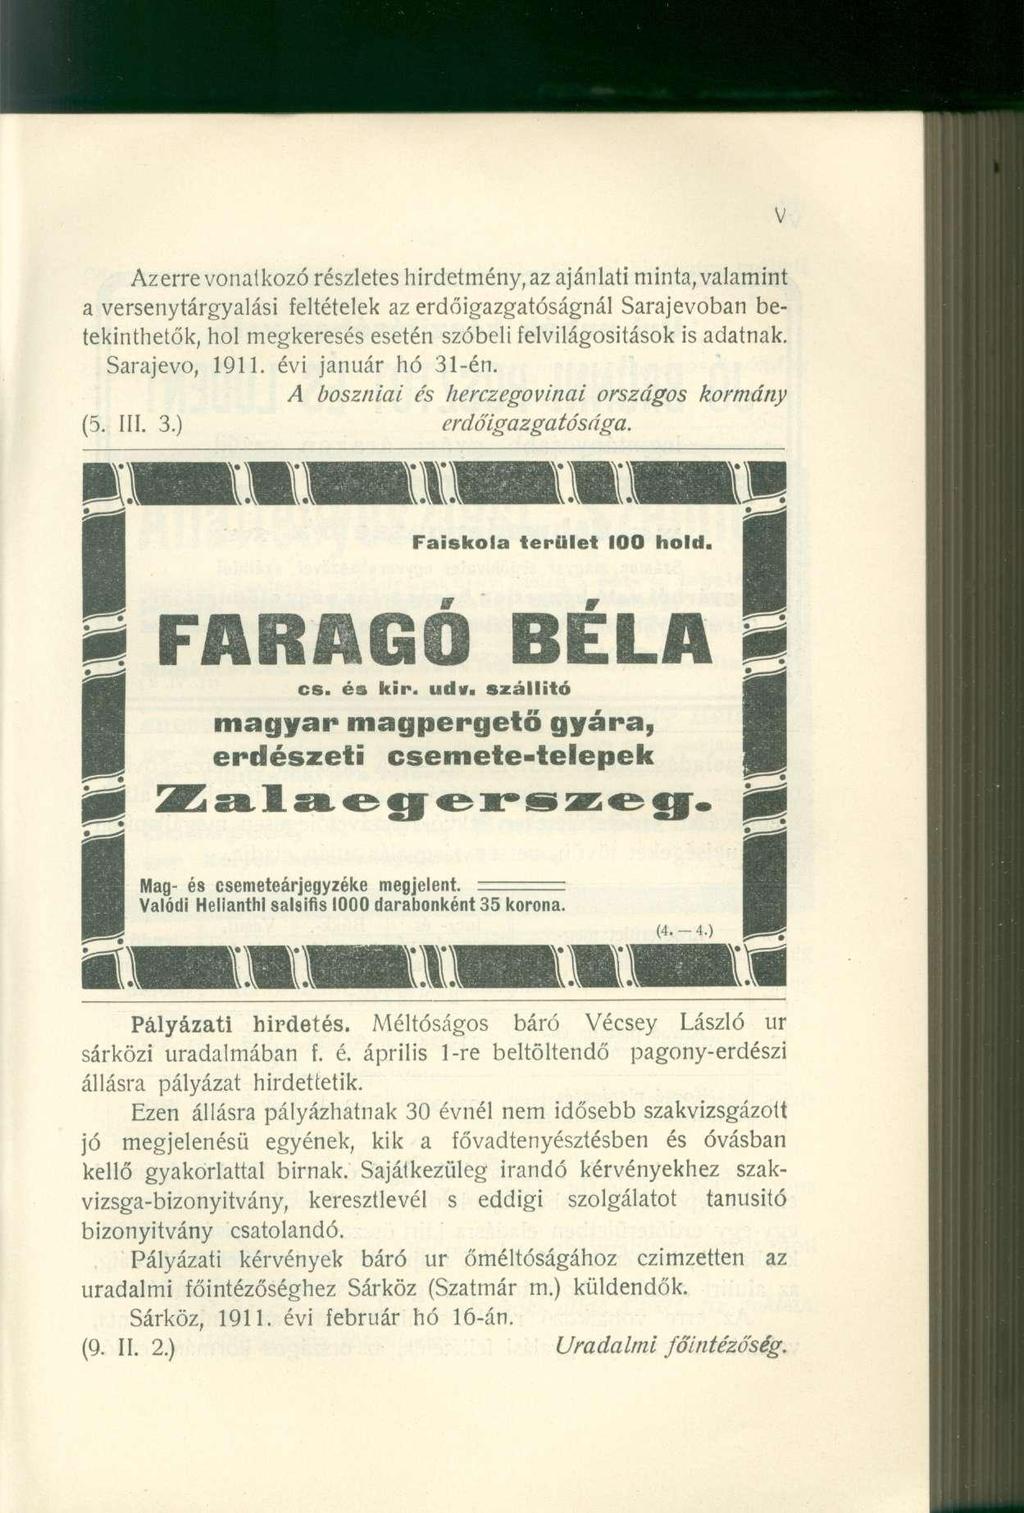 V
Az erre vonatkozó részletes hirdetmény, az ajánlati minta, valamint
a versenytárgyalási feltételek az erdőigazgatóságnál Sarajevoban be-
tekinthetők, hol megkeresés esetén szóbeli felvilágositások is adatnak.
Sarajevo, 1911. évi január hó 31-én.
A boszniai és herczegovinai országos kormány
(5. III. 3.) erdőigazgatósága.
Faiskola terület 100 hold.
FARAGÓ BÉLA
cs. és kir. udv. szállitó
magyar magpergető gyára,
erdészeti csemete-telepek
Zalaegerszeg.
Mag- és csemeteárjegyzéke megjelent.
Valódi Helianthi salsifis 1000 darabonként 35 korona.
(4. — 4.)
Pályázati hirdetés. Méltóságos báró Vécsey László ur
sárközi uradalmában f. é. április 1-re beltöltendő pagony-erdészi
állásra pályázat hirdettetik.
Ezen állásra pályázhatnak 30 évnél nem idősebb szakvizsgázott
jó megjelenésü egyének, kik a fővadtenyésztésben és óvásban
kellő gyakorlattal birnak. Sajátkezüleg irandó kérvényekhez szak-
vizsga-bizonyitvány, keresztlevél s eddigi szolgálatot tanusitó
bizonyitvány csatolandó.
Pályázati kérvények báró ur őméltóságához czimzetten az
uradalmi főintézőséghez Sárköz (Szatmár m.) küldendők.
Sárköz, 1911. évi február hó 16-án.
(9. II. 2.) Uradalmi főintézőség.